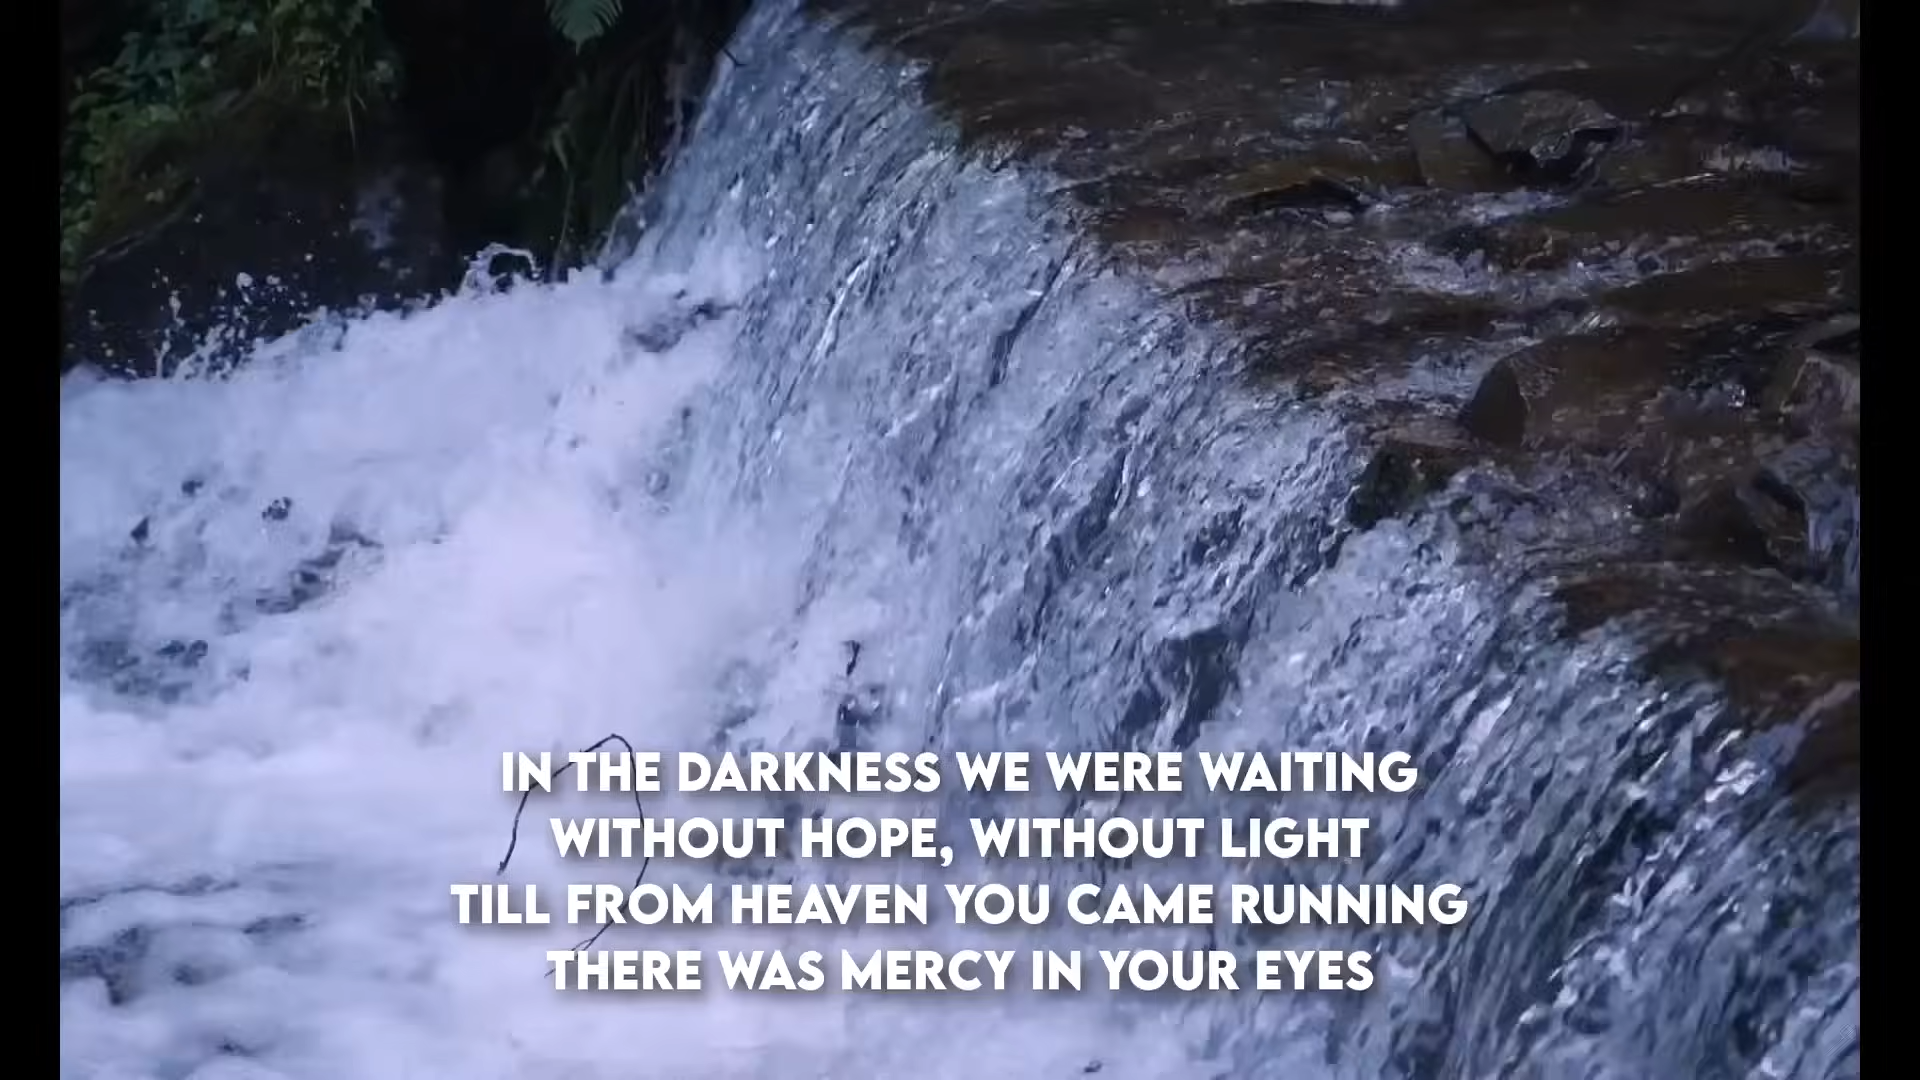 IN THE DARKNESS WE WERE WAITING
WITHOUT HOPE, WITHOUT LIGHT
TILL FROM HEAVEN YOU CAME RUNNING
THERE WAS MERCY IN YOUR EYES